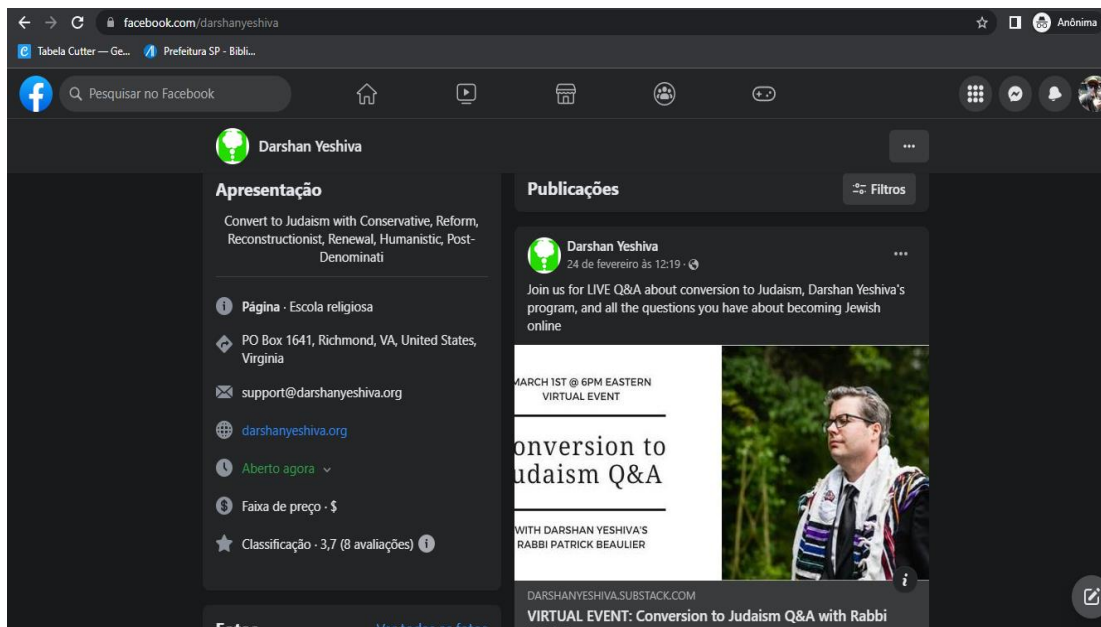 facebook.com/darshanyeshiva
Anônima
Tabela Cutter — Ge...
Prefeitura SP - Bibli...
Pesquisar no Facebook
Darshan Yeshiva
Apresentação
Convert to Judaism with Conservative, Reform,
Reconstructionist, Renewal, Humanistic, Post-
Denominati
Página · Escola religiosa
PO Box 1641, Richmond, VA, United States,
Virginia
support@darshanyeshiva.org
darshanyeshiva.org
Aberto agora
Faixa de preço · $
Classificação · 3,7 (8 avaliações)
Publicações
Filtros
Darshan Yeshiva
24 de fevereiro às 12:19
Join us for LIVE Q&A about conversion to Judaism, Darshan Yeshiva's
program, and all the questions you have about becoming Jewish
online
MARCH 1ST @ 6PM EASTERN
VIRTUAL EVENT
onversion to
udaism Q&A
WITH DARSHAN YESHIVA'S
RABBI PATRICK BEAULIER
DARSHANYESHIVA.SUBSTACK.COM
VIRTUAL EVENT: Conversion to Judaism Q&A with Rabbi